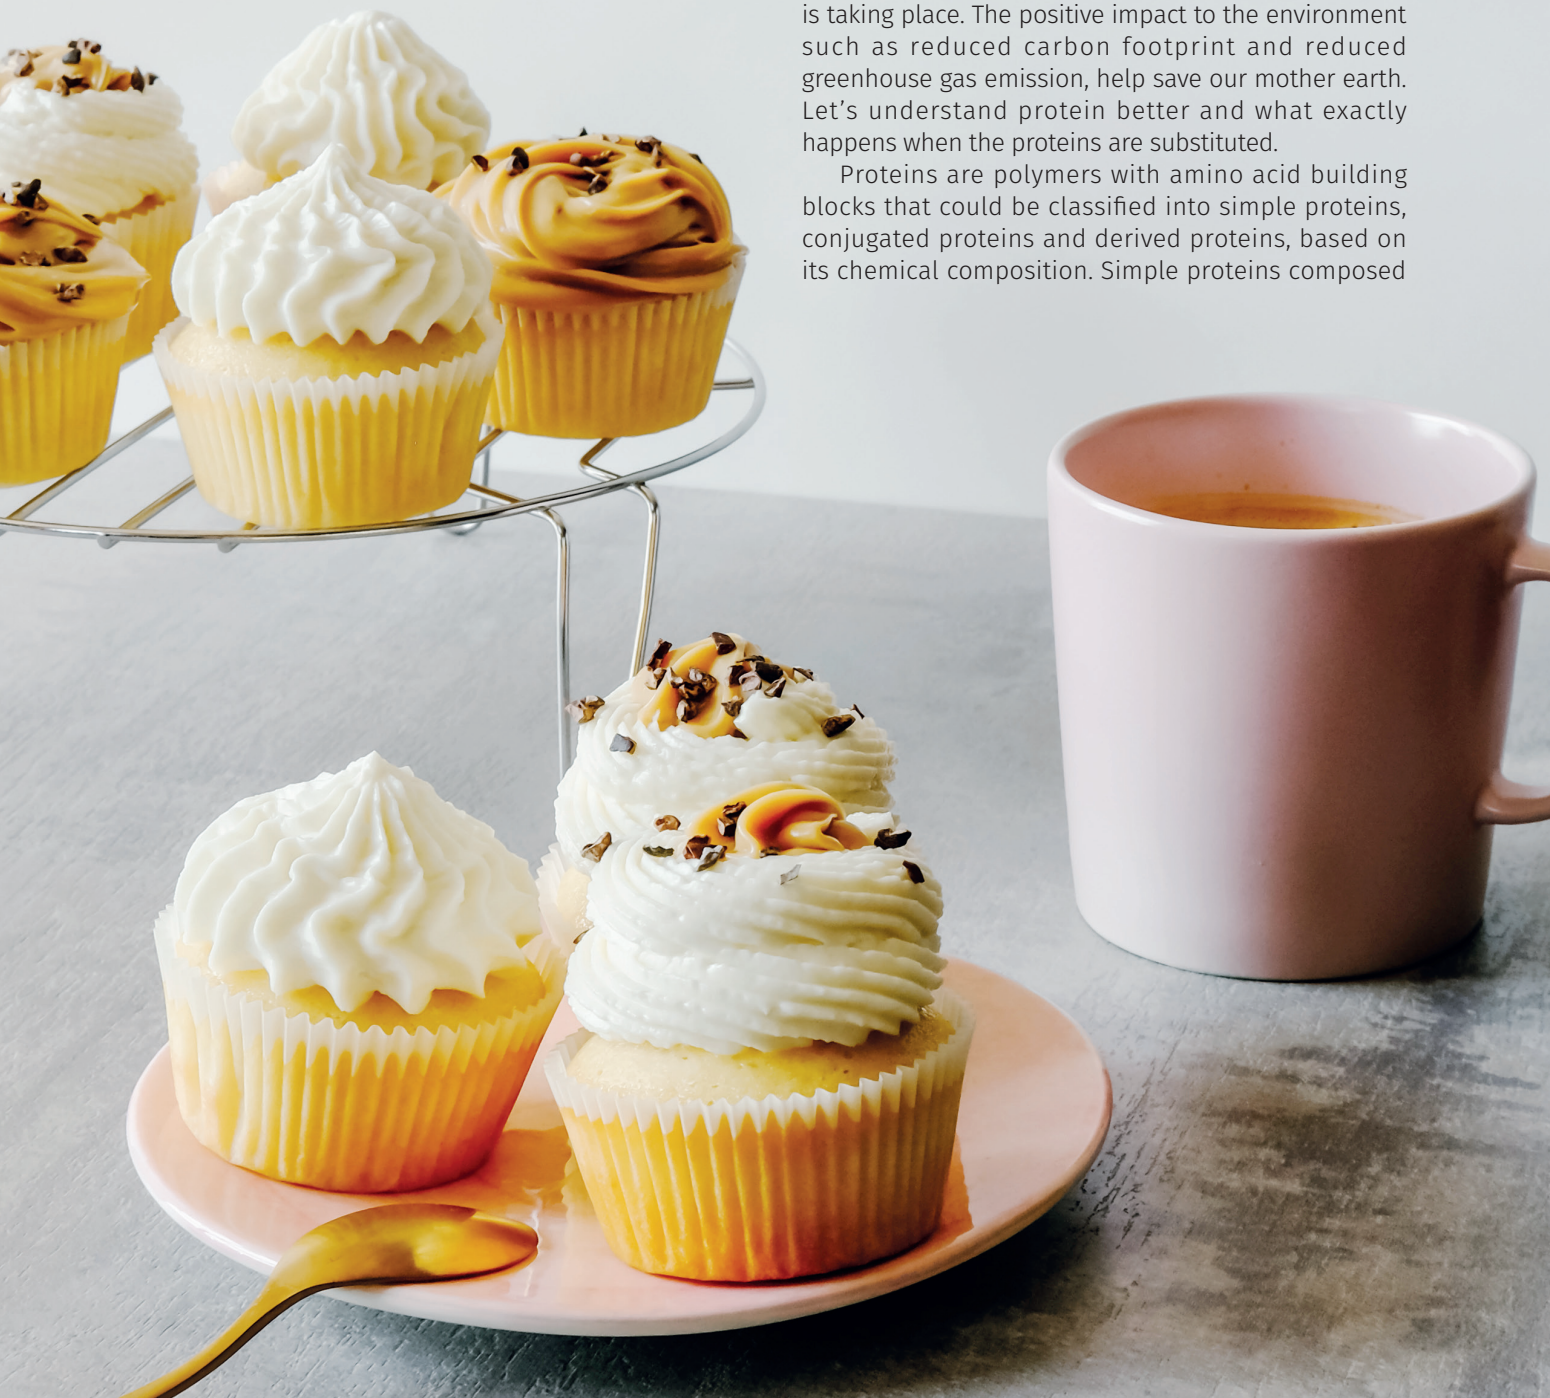 is taking place. The positive impact to the environment
such as reduced carbon footprint and reduced
greenhouse gas emission, help save our mother earth.
Let’s understand protein better and what exactly
happens when the proteins are substituted.
Proteins are polymers with amino acid building
blocks that could be classified into simple proteins,
conjugated proteins and derived proteins, based on
its chemical composition. Simple proteins composed